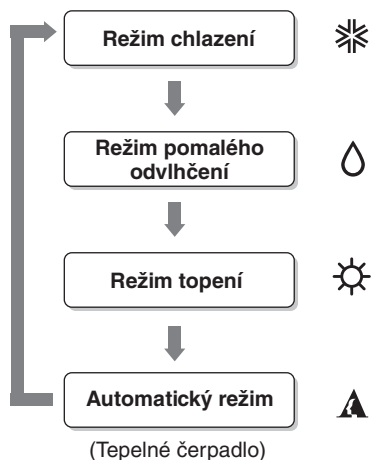 Režim chlazení
Režim pomalého
odvlhčení
Režim topení
Automatický režim
(Tepelné čerpadlo)